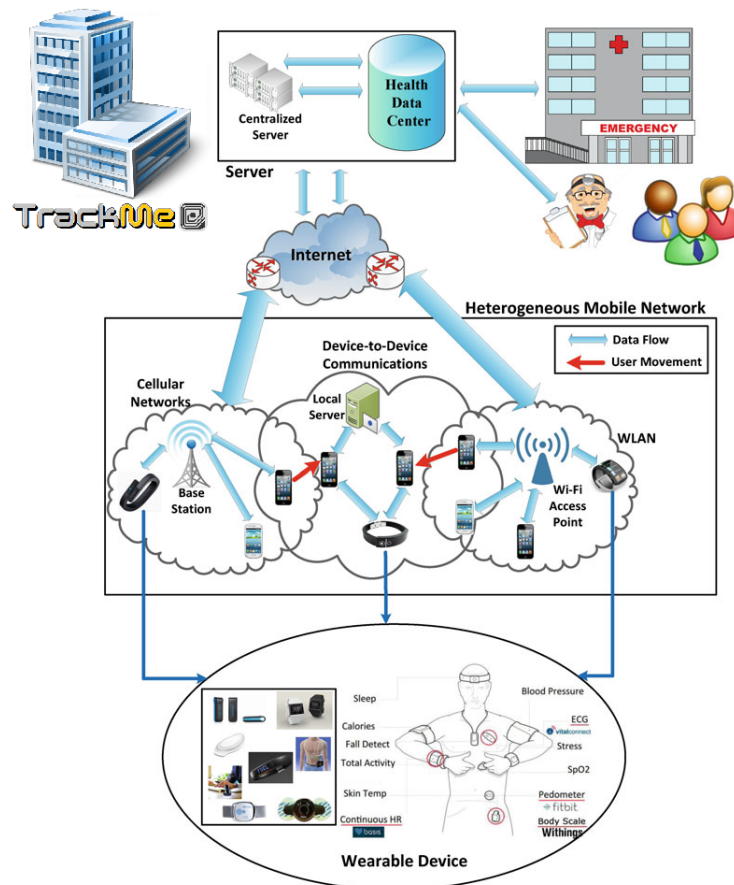 TrackMe
Centralized
Server
Health
Data
Center
Server
EMERGENCY
Internet
Heterogeneous Mobile Network
Data Flow
User Movement
Device-to-Device
Communications
Cellular
Networks
Local
Server
WLAN
Base
Station
Wi-Fi
Access
Point
Sleep
Blood Pressure
Calories
ECG
vitalconnect
Fall Detect
Stress
Total Activity
SpO2
Skin Temp
Pedometer
fitbit
Continuous HR
basis
Body Scale
Withings
Wearable Device